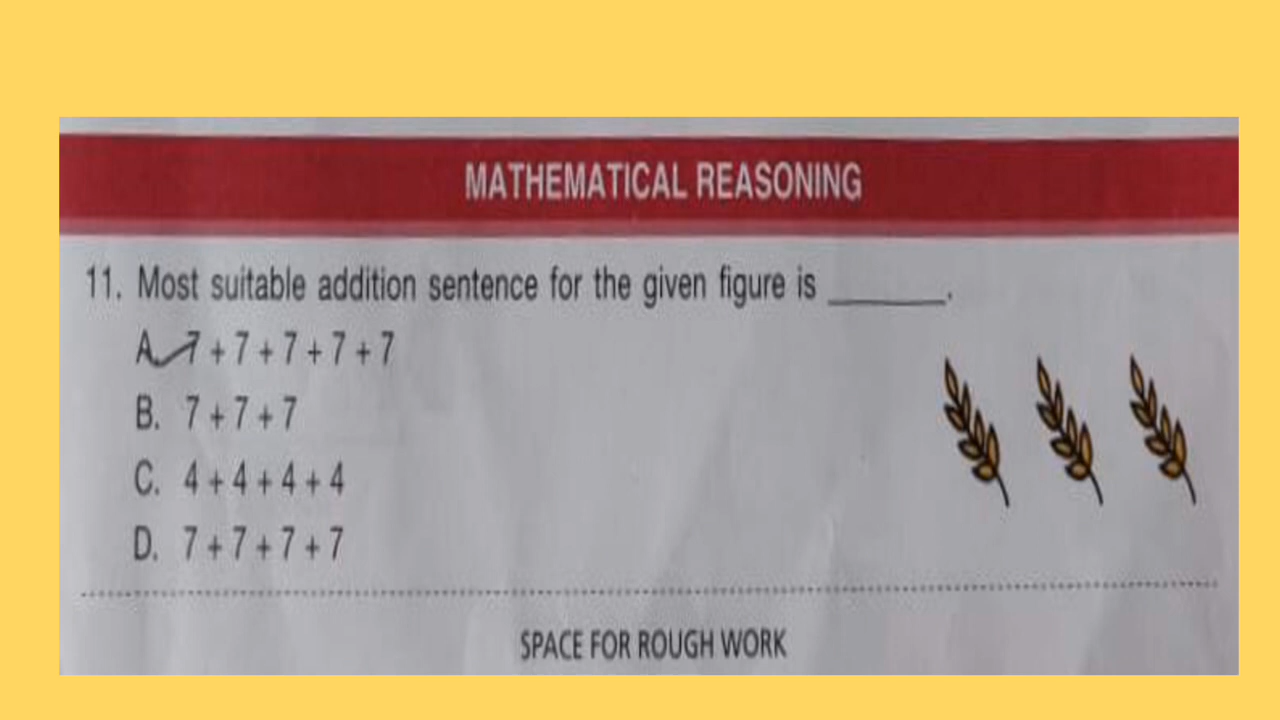 MATHEMATICAL REASONING
11. Most suitable addition sentence for the given figure is ________.
A. 7 + 7 + 7 + 7 + 7
B. 7 + 7 + 7
C. 4 + 4 + 4 + 4
D. 7 + 7 + 7 + 7
SPACE FOR ROUGH WORK